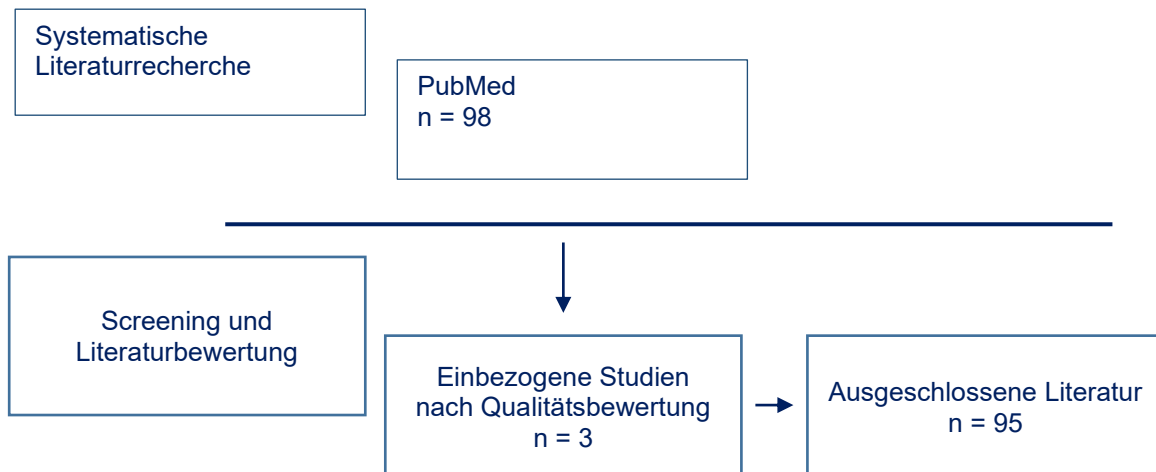 Systematische
Literaturrecherche
PubMed
n = 98
Screening und
Literaturbewertung
Einbezogene Studien
nach Qualitätsbewertung
n = 3
Ausgeschlossene Literatur
n = 95